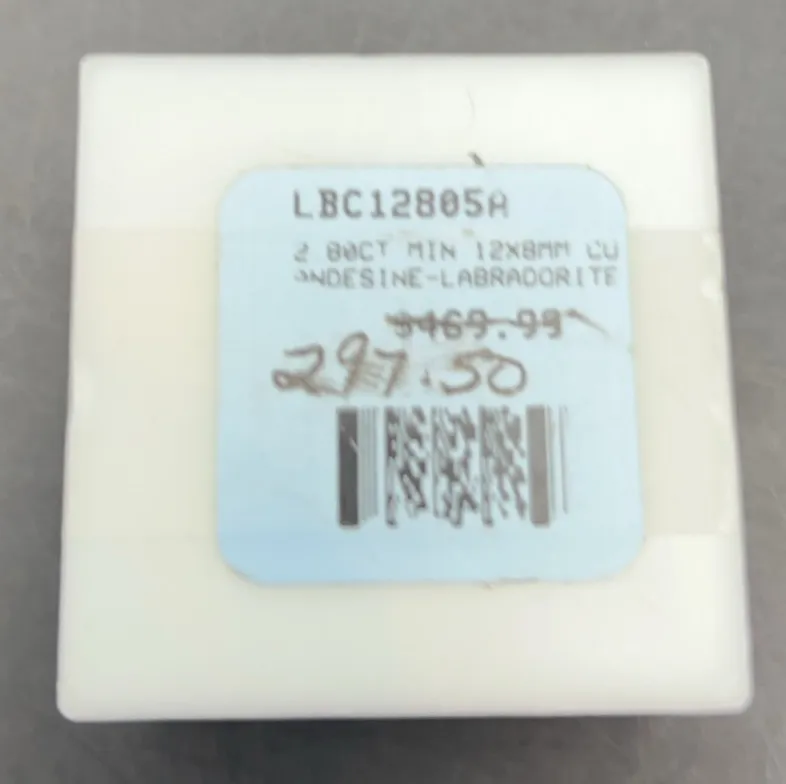 LBC12805A
2 80CT MIN 12X8MM CU
ANDESINE-LABRADORITE
$469.99
297.50